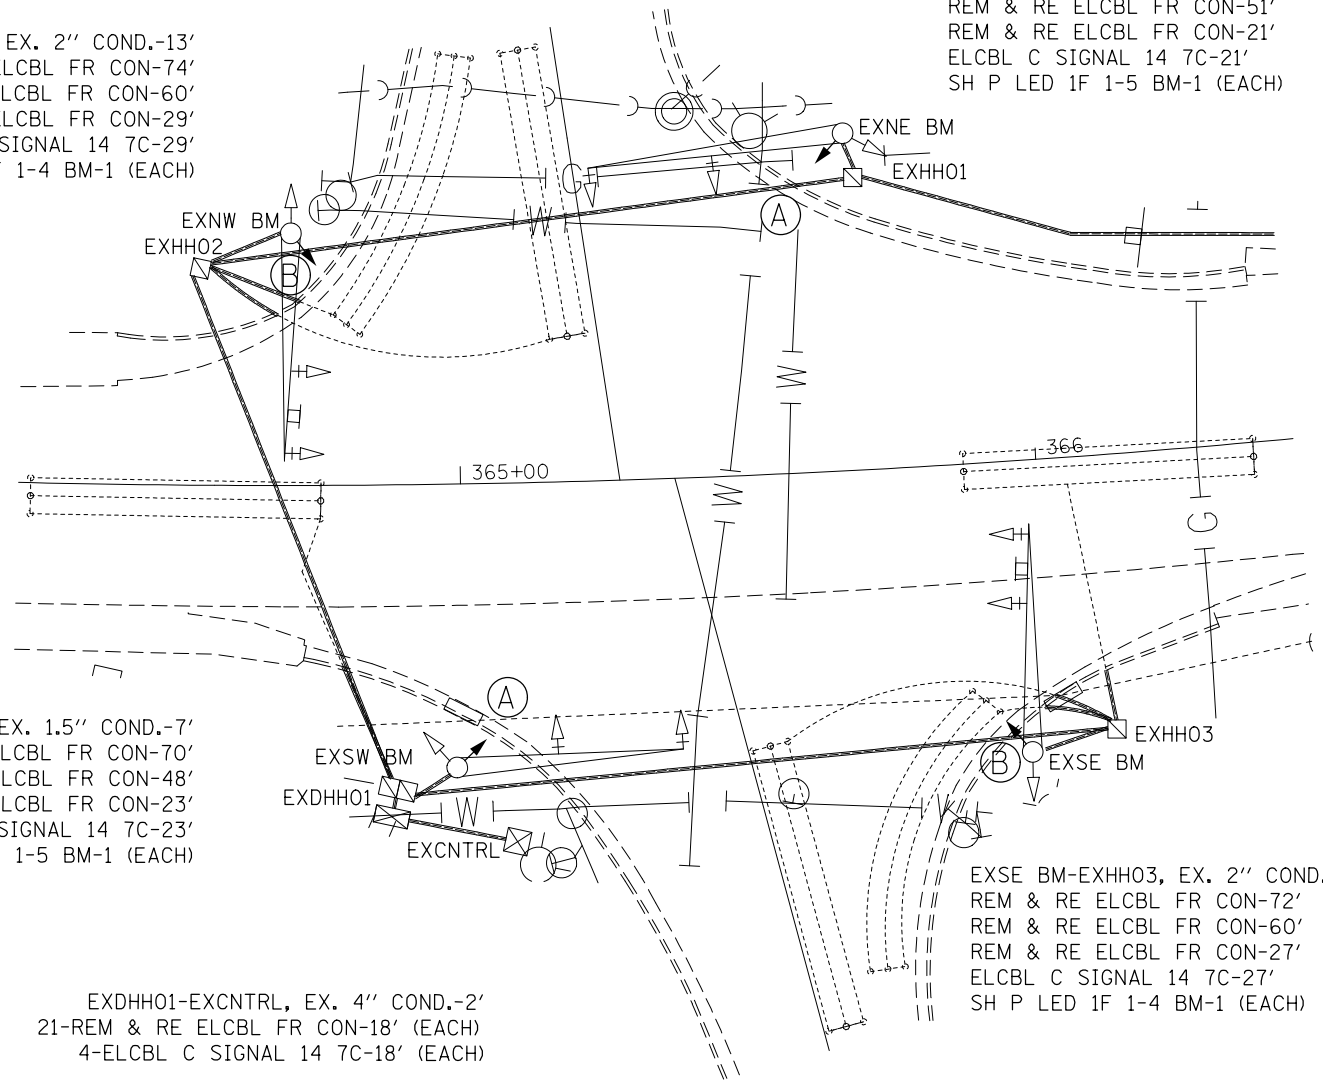 EX. 2'' COND.-13'
ELCBL FR CON-74'
ELCBL FR CON-60'
ELCBL FR CON-29'
SIGNAL 14 7C-29'
1-4 BM-1 (EACH)
REM & RE ELCBL FR CON-51'
REM & RE ELCBL FR CON-21'
ELCBL C SIGNAL 14 7C-21'
SH P LED 1F 1-5 BM-1 (EACH)
EXNE BM
EXHH01
G
A
W
EXNW BM
EXHH02
B
W
W
366
365+00
G
A
EX. 1.5'' COND.-7'
ELCBL FR CON-70'
ELCBL FR CON-48'
ELCBL FR CON-23'
SIGNAL 14 7C-23'
1-5 BM-1 (EACH)
EXSW BM
EXDHH01
W
EXCNTRL
EXHH03
B
EXSE BM
W
EXSE BM-EXHH03, EX. 2'' COND.
REM & RE ELCBL FR CON-72'
REM & RE ELCBL FR CON-60'
REM & RE ELCBL FR CON-27'
ELCBL C SIGNAL 14 7C-27'
SH P LED 1F 1-4 BM-1 (EACH)
EXDHH01-EXCNTRL, EX. 4'' COND.-2'
21-REM & RE ELCBL FR CON-18' (EACH)
4-ELCBL C SIGNAL 14 7C-18' (EACH)